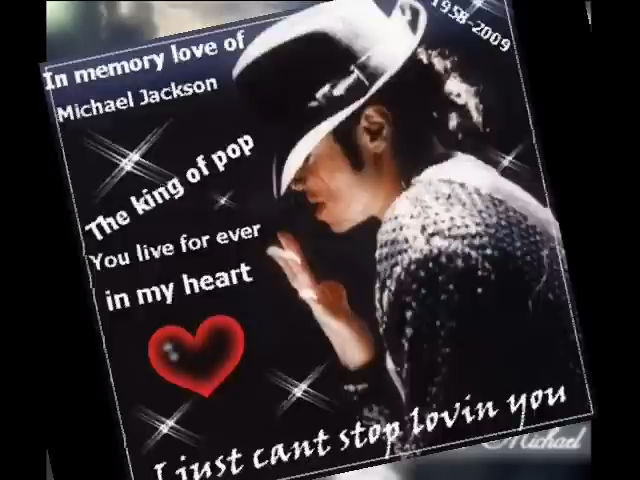 1958-2009
In memory love of
Michael Jackson
The king of pop
You live for ever
in my heart
I just cant stop lovin you
Michael